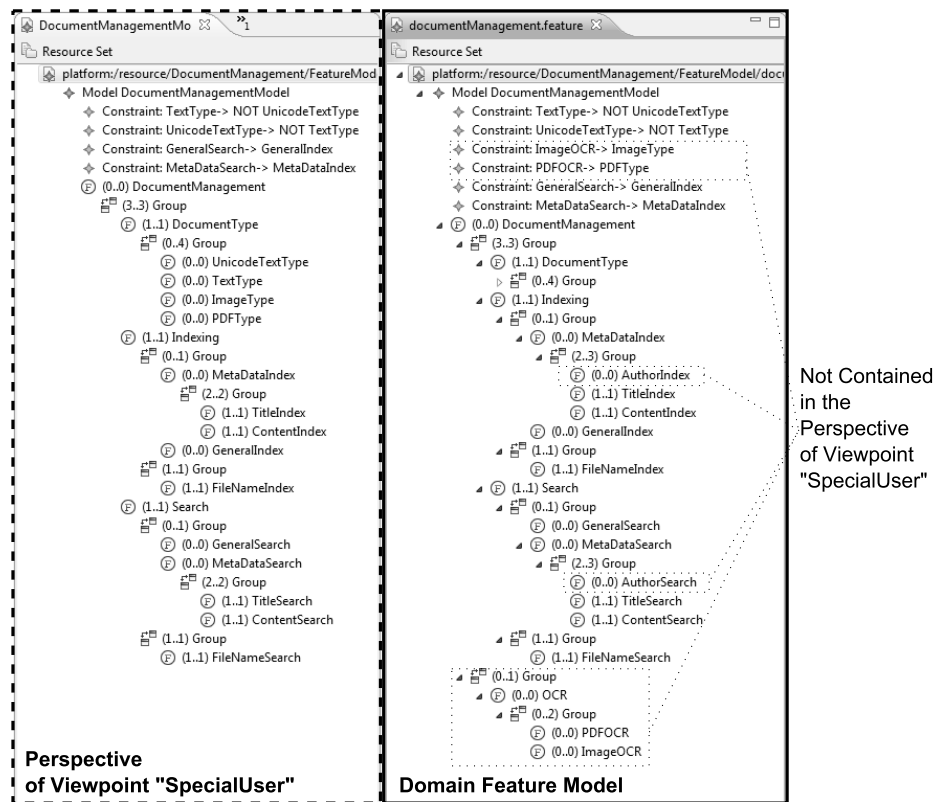 DocumentManagementMo
»1
Resource Set
platform:/resource/DocumentManagement/FeatureMod
Model DocumentManagementModel
Constraint: TextType-> NOT UnicodeTextType
Constraint: UnicodeTextType-> NOT TextType
Constraint: GeneralSearch-> GeneralIndex
Constraint: MetaDataSearch-> MetaDataIndex
(0..0) DocumentManagement
(3..3) Group
(1..1) DocumentType
(0..4) Group
(0..0) UnicodeTextType
(0..0) TextType
(0..0) ImageType
(0..0) PDFType
(1..1) Indexing
(0..1) Group
(0..0) MetaDataIndex
(2..2) Group
(1..1) TitleIndex
(1..1) ContentIndex
(0..0) GeneralIndex
(1..1) Group
(1..1) FileNameIndex
(1..1) Search
(0..1) Group
(0..0) GeneralSearch
(0..0) MetaDataSearch
(2..2) Group
(1..1) TitleSearch
(1..1) ContentSearch
(1..1) Group
(1..1) FileNameSearch
Perspective
of Viewpoint "SpecialUser"
documentManagement.feature
Resource Set
platform:/resource/DocumentManagement/FeatureModel/docu
Model DocumentManagementModel
Constraint: TextType-> NOT UnicodeTextType
Constraint: UnicodeTextType-> NOT TextType
Constraint: ImageOCR-> ImageType
Constraint: PDFOCR-> PDFType
Constraint: GeneralSearch-> GeneralIndex
Constraint: MetaDataSearch-> MetaDataIndex
(0..0) DocumentManagement
(3..3) Group
(1..1) DocumentType
(0..4) Group
(1..1) Indexing
(0..1) Group
(0..0) MetaDataIndex
(2..3) Group
(0..0) AuthorIndex
(1..1) TitleIndex
(1..1) ContentIndex
(0..0) GeneralIndex
(1..1) Group
(1..1) FileNameIndex
(1..1) Search
(0..1) Group
(0..0) GeneralSearch
(0..0) MetaDataSearch
(2..3) Group
(0..0) AuthorSearch
(1..1) TitleSearch
(1..1) ContentSearch
(1..1) Group
(1..1) FileNameSearch
(0..1) Group
(0..0) OCR
(0..2) Group
(0..0) PDFOCR
(0..0) ImageOCR
Domain Feature Model
Not Contained
in the
Perspective
of Viewpoint
"SpecialUser"